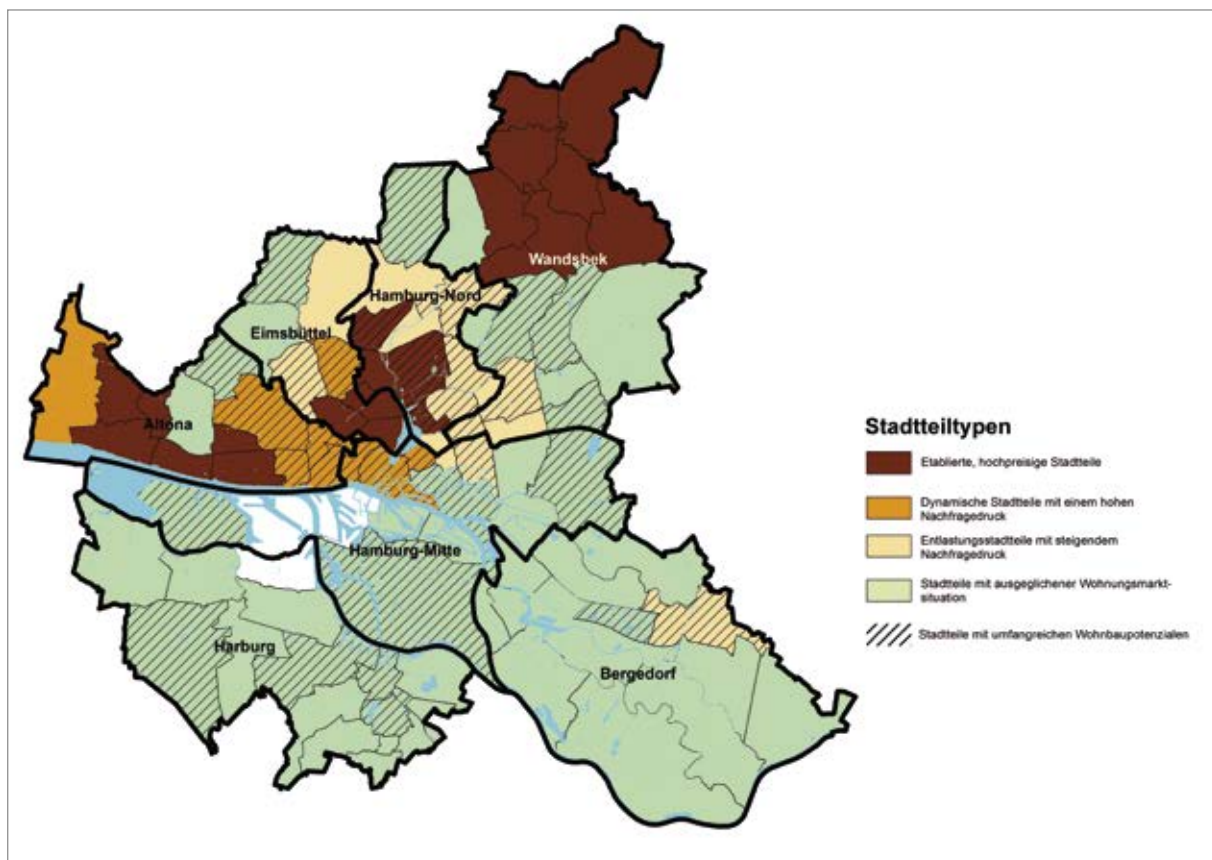 Wandsbek
Hamburg-Nord
Eimsbüttel
Altona
Hamburg-Mitte
Harburg
Bergedorf
Stadtteiltypen
Etablierte, hochpreisige Stadtteile
Dynamische Stadtteile mit einem hohen
Nachfragedruck
Entlastungsstadtteile mit steigendem
Nachfragedruck
Stadtteile mit ausgeglichener Wohnungsmarkt-
situation
Stadtteile mit umfangreichen Wohnbaupotenzialen